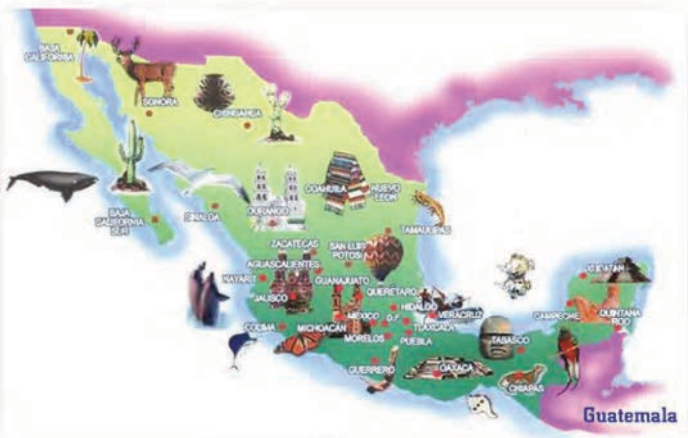 BAJA
CALIFORNIA
SONORA
CHIHUAHUA
COAHUILA
NUEVO
LEON
BAJA
CALIFORNIA
SUR
SINALOA
DURANGO
TAMAULIPAS
ZACATECAS
SAN LUIS
POTOSI
AGUASCALIENTES
NAYARIT
GUANAJUATO
QUERETARO
JALISCO
HIDALGO
VERACRUZ
YUCATAN
CAMPECHE
QUINTANA
ROO
COLIMA
MICHOACÁN
MEXICO
D.F.
TLAXCALA
MORELOS
PUEBLA
TABASCO
GUERRERO
OAXACA
CHIAPAS
Guatemala